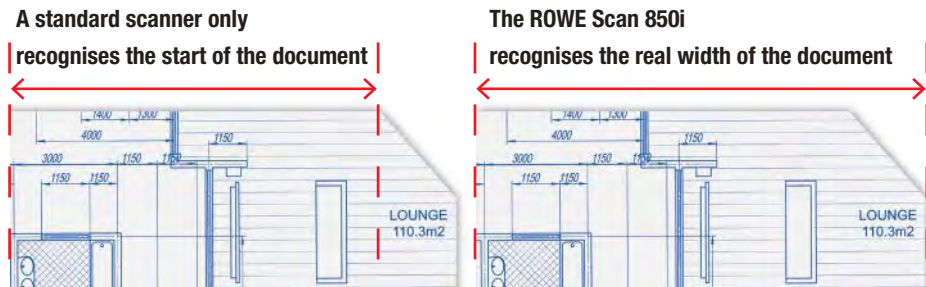 A standard scanner only
recognises the start of the document
The ROWE Scan 850i
recognises the real width of the document
1400 1300
4000
1150
3000 1150 1150
1150 1150
LOUNGE
110.3m2
1400 1300
4000
1150
3000 1150 1150
1150 1150
LOUNGE
110.3m2